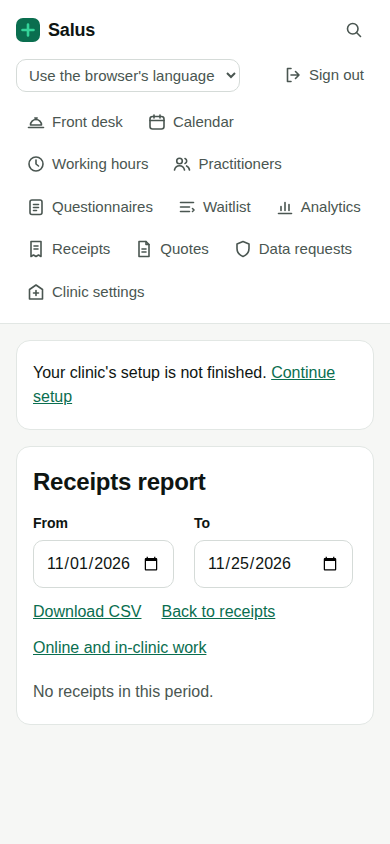 Salus
Use the browser's language
Sign out
Front desk
Calendar
Working hours
Practitioners
Questionnaires
Waitlist
Analytics
Receipts
Quotes
Data requests
Clinic settings
Your clinic's setup is not finished. Continue
setup
Receipts report
From
To
11/01/2026
11/25/2026
Download CSV
Back to receipts
Online and in-clinic work
No receipts in this period.